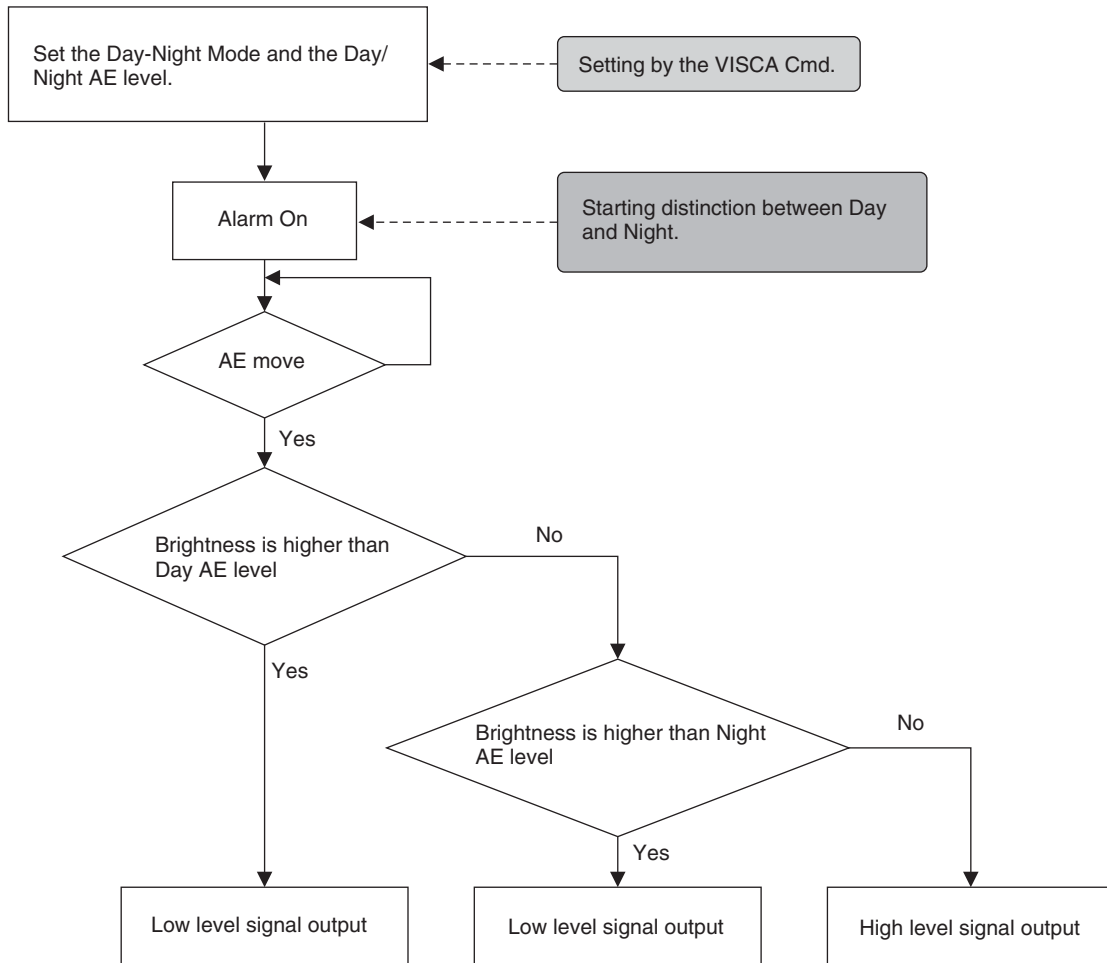 Set the Day-Night Mode and the Day/
Night AE level.
Setting by the VISCA Cmd.
Alarm On
Starting distinction between Day
and Night.
AE move
Yes
Brightness is higher than
Day AE level
No
Yes
Brightness is higher than Night
AE level
No
Yes
Low level signal output
Low level signal output
High level signal output